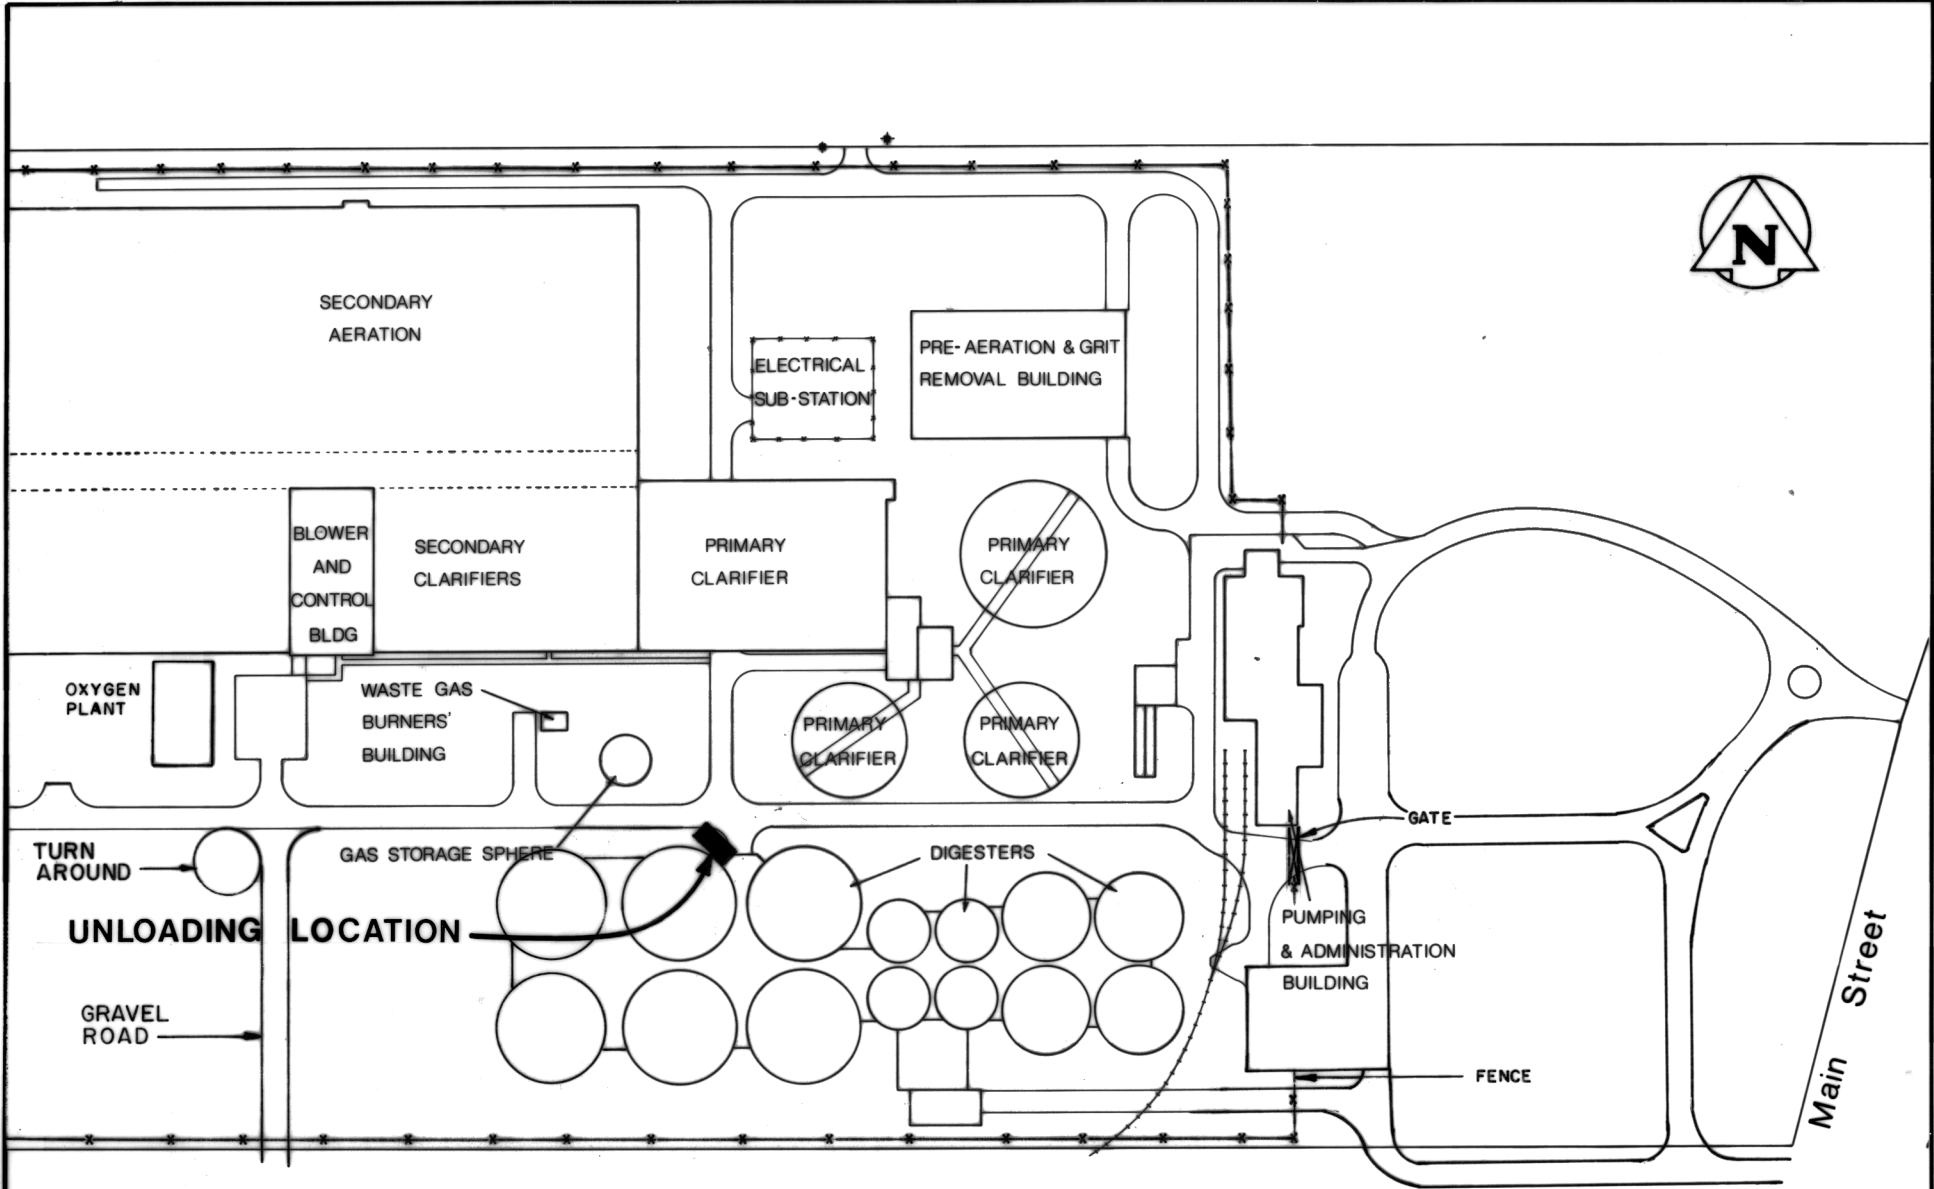 N
SECONDARY
AERATION
ELECTRICAL
SUB-STATION
PRE-AERATION & GRIT
REMOVAL BUILDING
BLOWER
AND
CONTROL
BLDG
SECONDARY
CLARIFIERS
PRIMARY
CLARIFIER
PRIMARY
CLARIFIER
OXYGEN
PLANT
WASTE GAS
BURNERS'
BUILDING
PRIMARY
CLARIFIER
PRIMARY
CLARIFIER
GATE
TURN
AROUND
GAS STORAGE SPHERE
DIGESTERS
UNLOADING LOCATION
PUMPING
& ADMINISTRATION
BUILDING
GRAVEL
ROAD
FENCE
Main Street